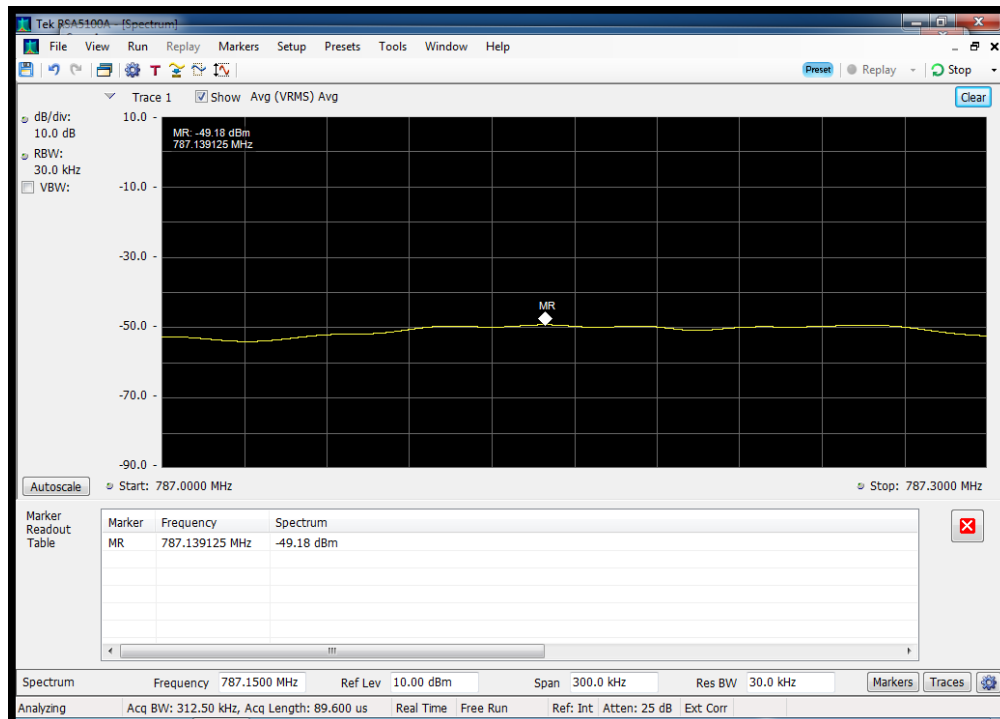 Tek RSA5100A - [Spectrum]
File View Run Replay Markers Setup Presets Tools Window Help
T Preset Replay Stop
Trace 1 Show Avg (VRMS) Avg Clear
dB/div:
10.0 dB
RBW:
30.0 kHz
VBW:
10.0
MR: -49.18 dBm
787.139125 MHz
-10.0
-30.0
MR
-50.0
-70.0
-90.0
Autoscale Start: 787.0000 MHz Stop: 787.3000 MHz
Marker
Readout
Table
Marker Frequency Spectrum
MR 787.139125 MHz -49.18 dBm
Spectrum Frequency 787.1500 MHz Ref Lev 10.00 dBm Span 300.0 kHz Res BW 30.0 kHz Markers Traces
Analyzing Acq BW: 312.50 kHz, Acq Length: 89.600 us Real Time Free Run Ref: Int Atten: 25 dB Ext Corr